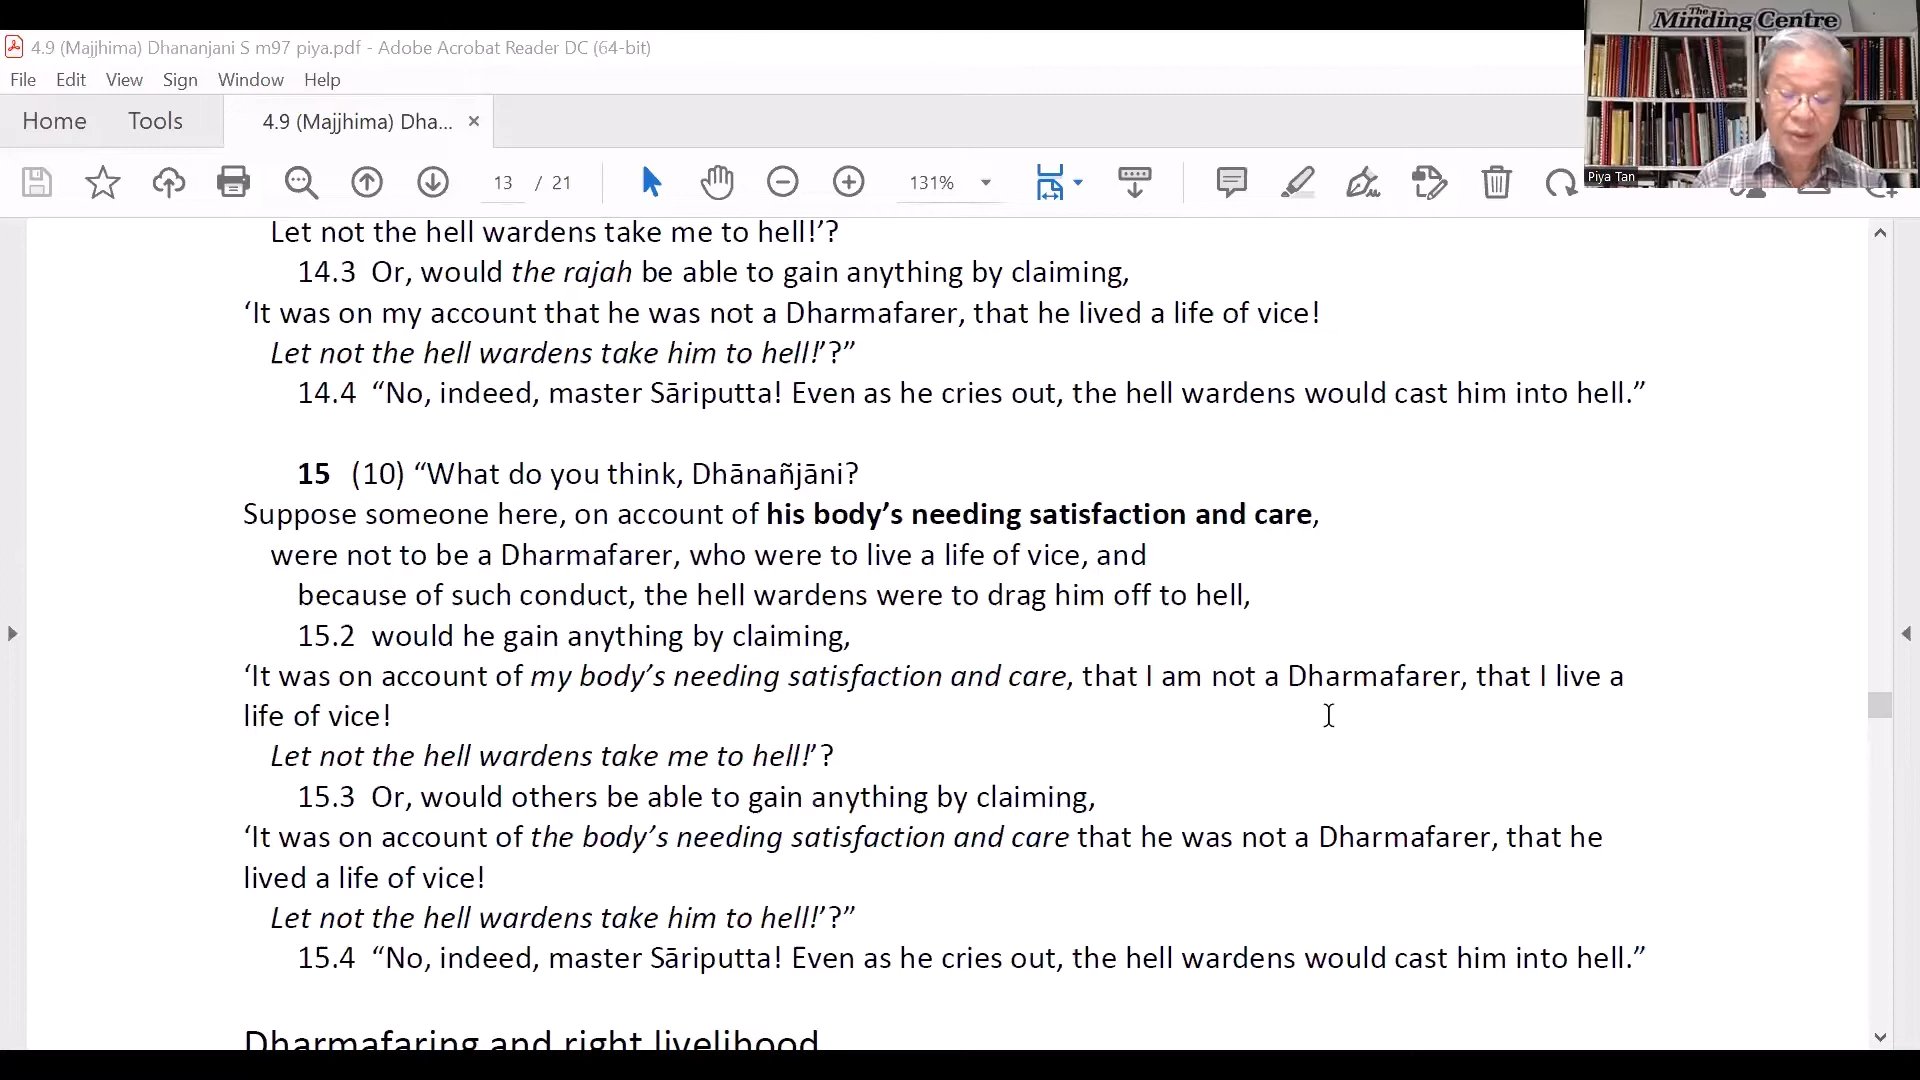 4.9 (Majjhima) Dhananjani S m97 piya.pdf - Adobe Acrobat Reader DC (64-bit)
The Minding Centre
File Edit View Sign Window Help
Home Tools 4.9 (Majjhima) Dha... ×
13 / 21 131%
Piya Tan
Let not the hell wardens take me to hell!’?
14.3 Or, would the rajah be able to gain anything by claiming,
‘It was on my account that he was not a Dharmafarer, that he lived a life of vice!
Let not the hell wardens take him to hell!’?”
14.4 “No, indeed, master Sāriputta! Even as he cries out, the hell wardens would cast him into hell.”
15 (10) “What do you think, Dhānañjāni?
Suppose someone here, on account of his body’s needing satisfaction and care,
were not to be a Dharmafarer, who were to live a life of vice, and
because of such conduct, the hell wardens were to drag him off to hell,
15.2 would he gain anything by claiming,
‘It was on account of my body’s needing satisfaction and care, that I am not a Dharmafarer, that I live a
life of vice!
Let not the hell wardens take me to hell!’?
15.3 Or, would others be able to gain anything by claiming,
‘It was on account of the body’s needing satisfaction and care that he was not a Dharmafarer, that he
lived a life of vice!
Let not the hell wardens take him to hell!’?”
15.4 “No, indeed, master Sāriputta! Even as he cries out, the hell wardens would cast him into hell.”
Dharmafaring and right livelihood